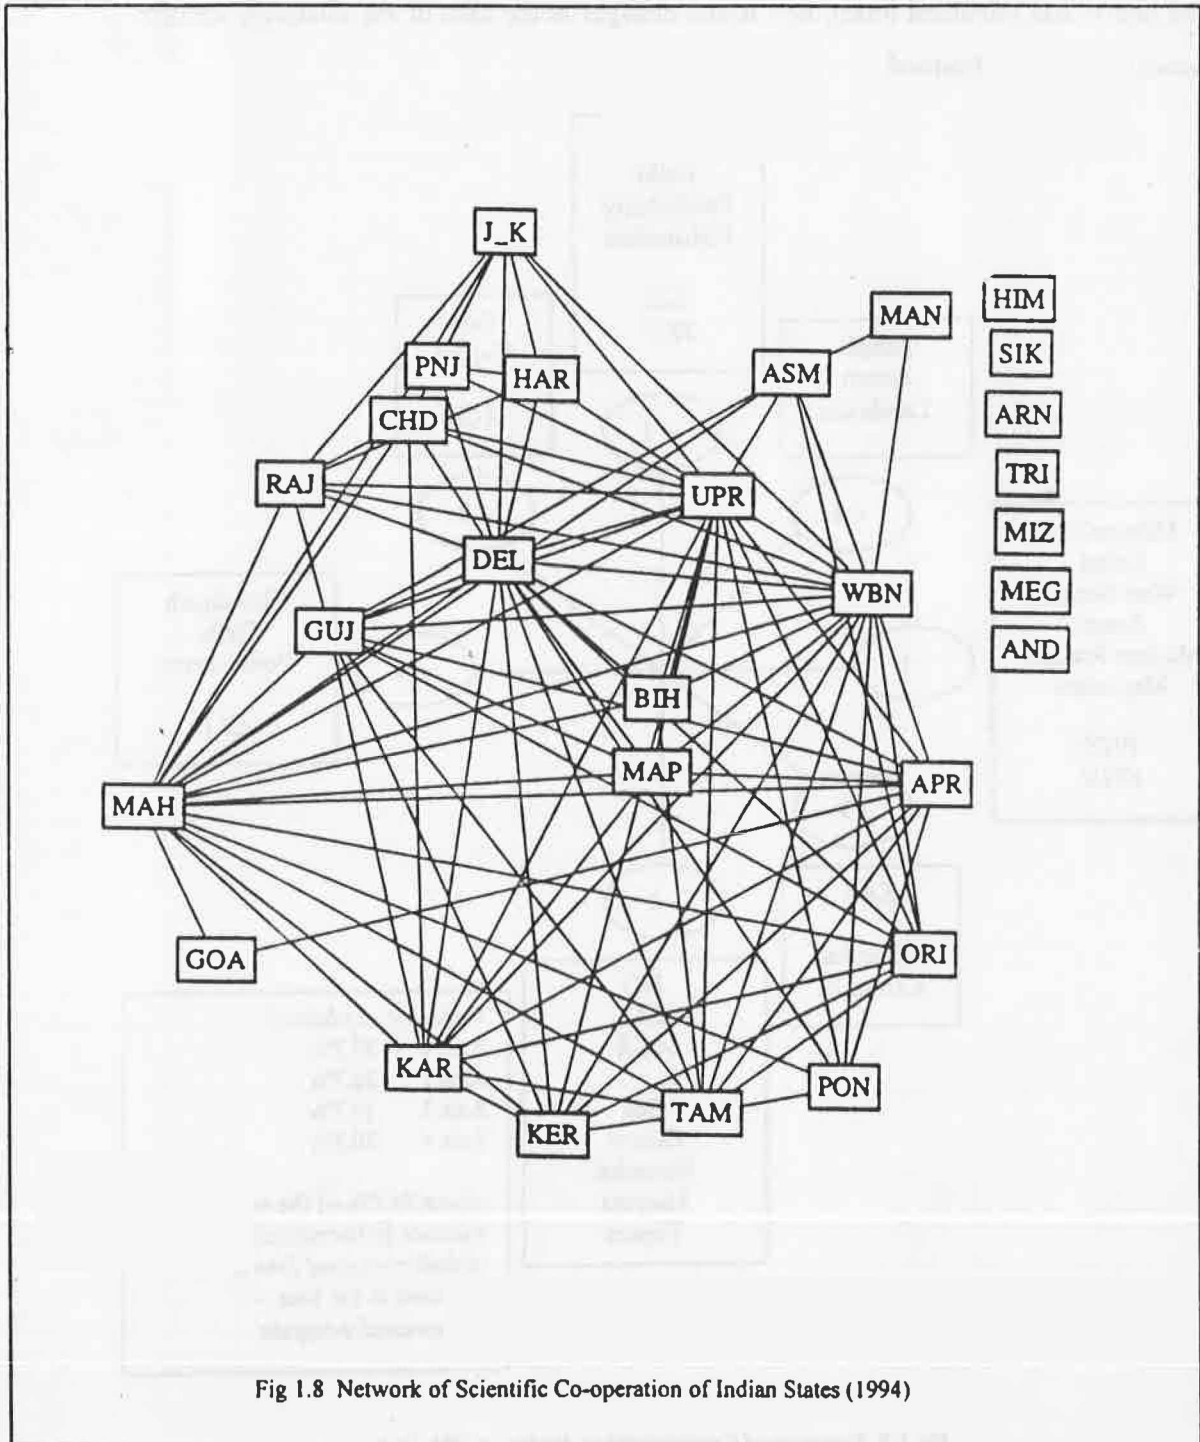 J_K
MAN
HIM
PNJ
HAR
ASM
SIK
CHD
ARN
RAJ
UPR
TRI
DEL
MIZ
WBN
MEG
GUJ
AND
BIH
MAP
APR
MAH
GOA
ORI
KAR
PON
TAM
KER
Fig 1.8 Network of Scientific Co-operation of Indian States (1994)